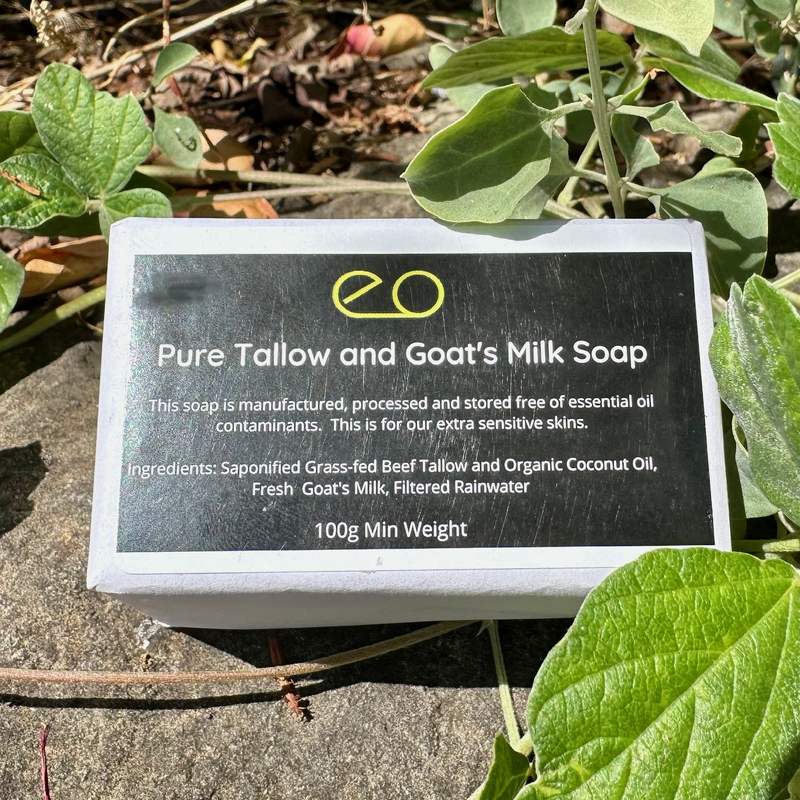 eo
Pure Tallow and Goat's Milk Soap
This soap is manufactured, processed and stored free of essential oil
contaminants.  This is for our extra sensitive skins.
Ingredients: Saponified Grass-fed Beef Tallow and Organic Coconut Oil,
Fresh  Goat's Milk, Filtered Rainwater
100g Min Weight